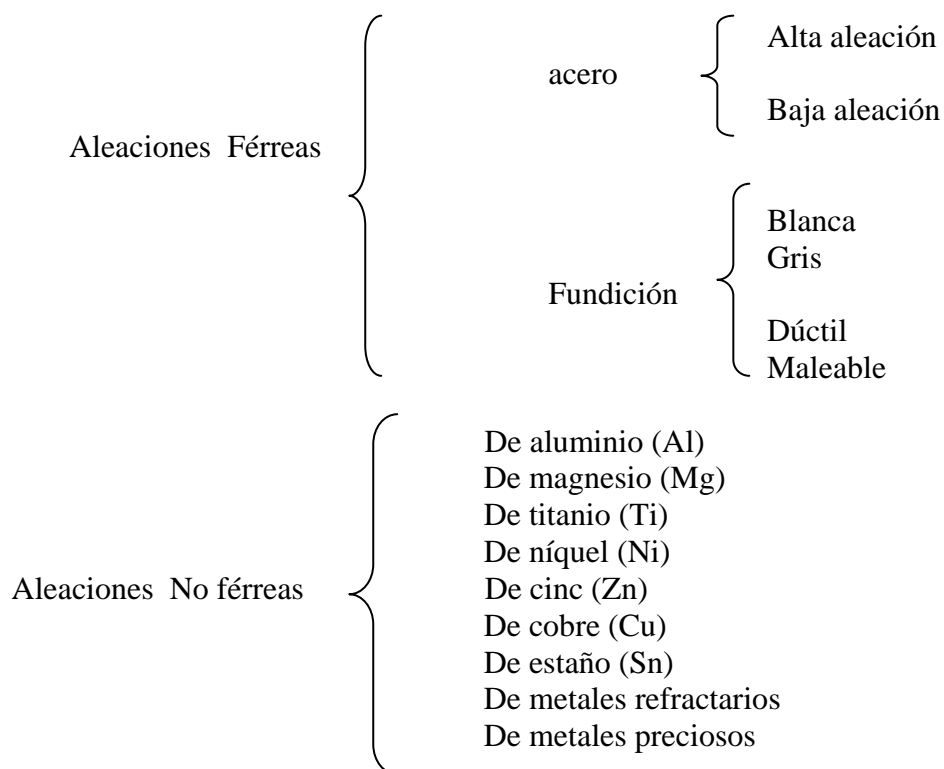 Aleaciones Férreas
acero
Alta aleación
Baja aleación
Fundición
Blanca
Gris
Dúctil
Maleable
Aleaciones No férreas
De aluminio (Al)
De magnesio (Mg)
De titanio (Ti)
De níquel (Ni)
De cinc (Zn)
De cobre (Cu)
De estaño (Sn)
De metales refractarios
De metales preciosos